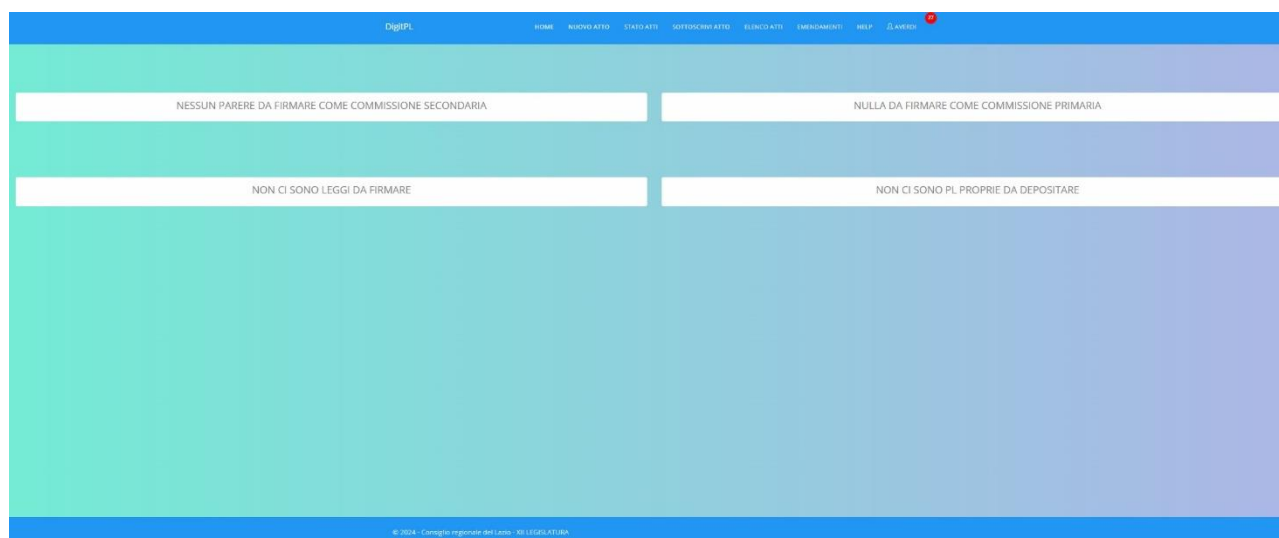 DigitPL HOME NUOVO ATTO STATO ATTI SOTTOSCRIVI ATTO ELENCO ATTI EMENDAMENTI HELP AVERDI
NESSUN PARERE DA FIRMARE COME COMMISSIONE SECONDARIA
NULLA DA FIRMARE COME COMMISSIONE PRIMARIA
NON CI SONO LEGGI DA FIRMARE
NON CI SONO PL PROPRIE DA DEPOSITARE
© 2024 - Consiglio regionale del Lazio - XII LEGISLATURA